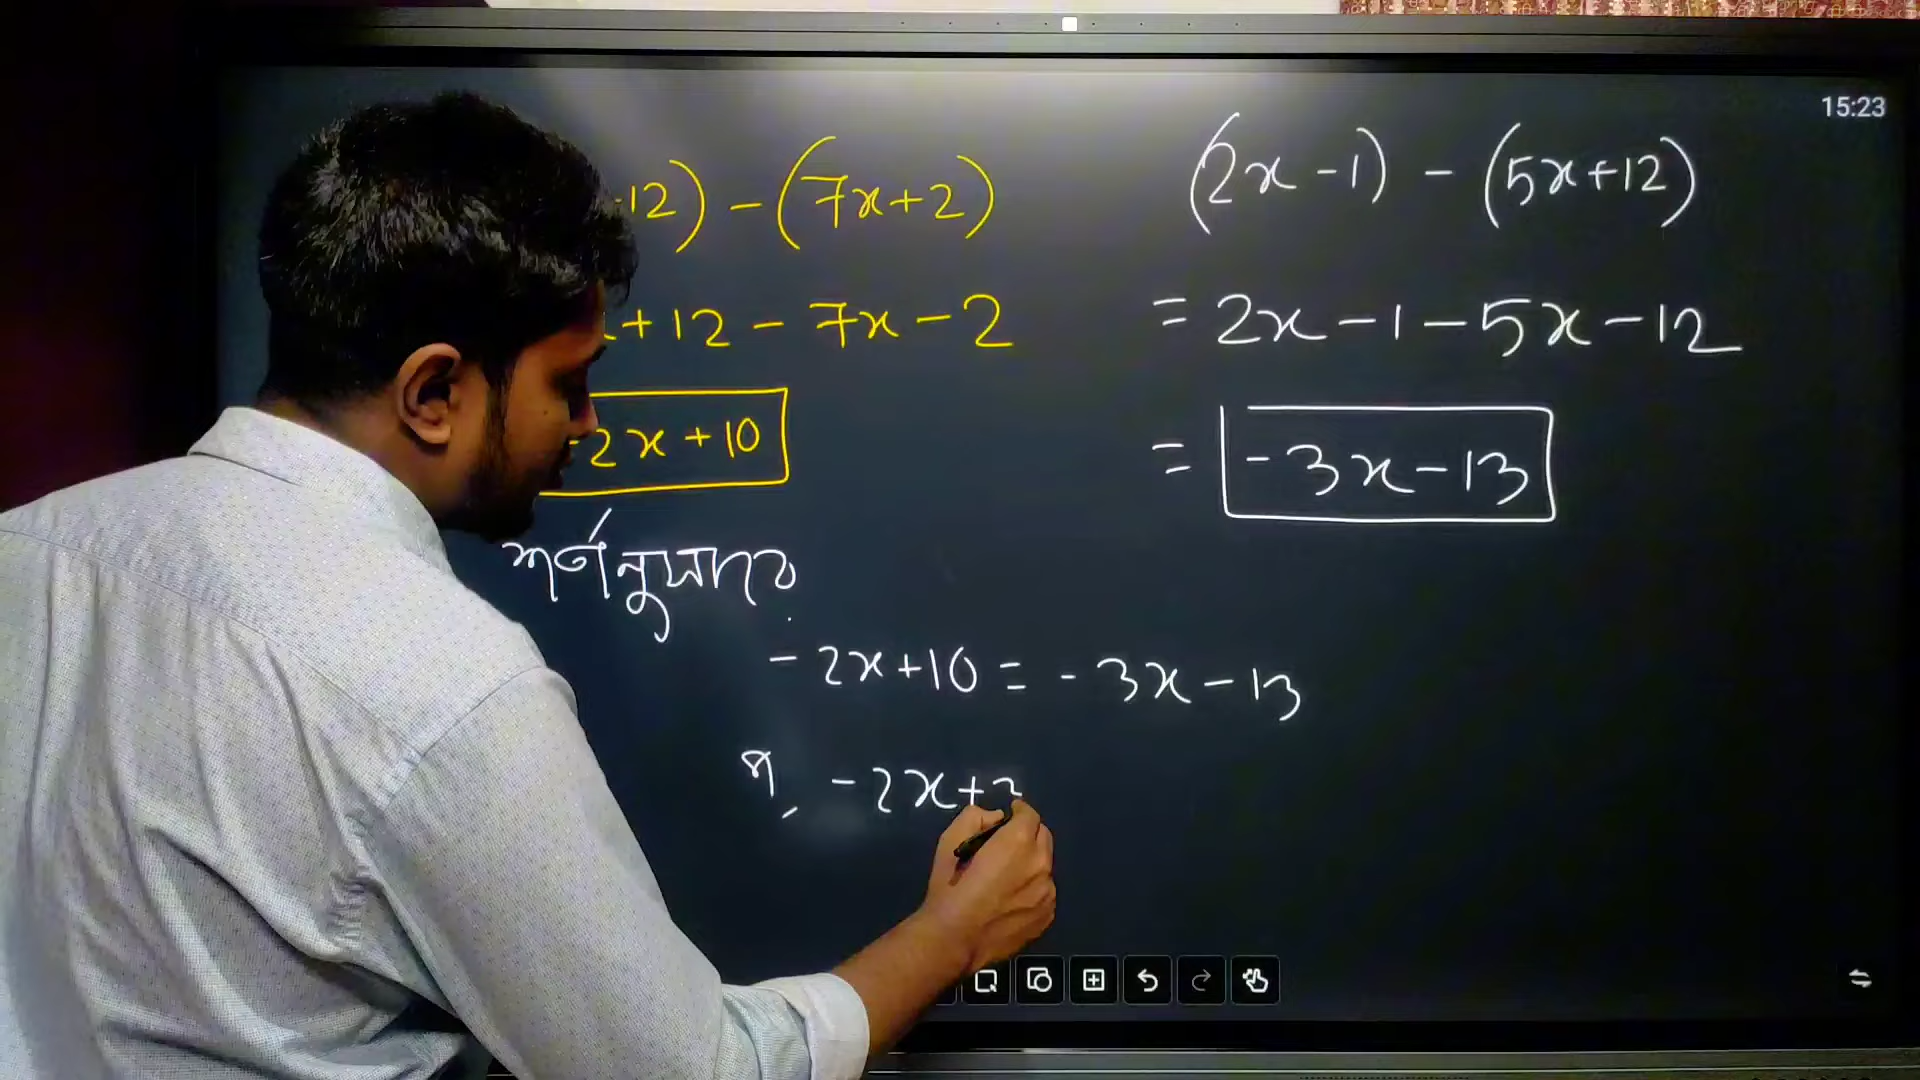 15:23
12) - (7x+2)
+12 - 7x - 2
-2x + 10
(2x - 1) - (5x+12)
= 2x - 1 - 5x - 12
= -3x - 13
শর্তানুসারে
- 2x+10 = - 3x - 13
বা, - 2x+3